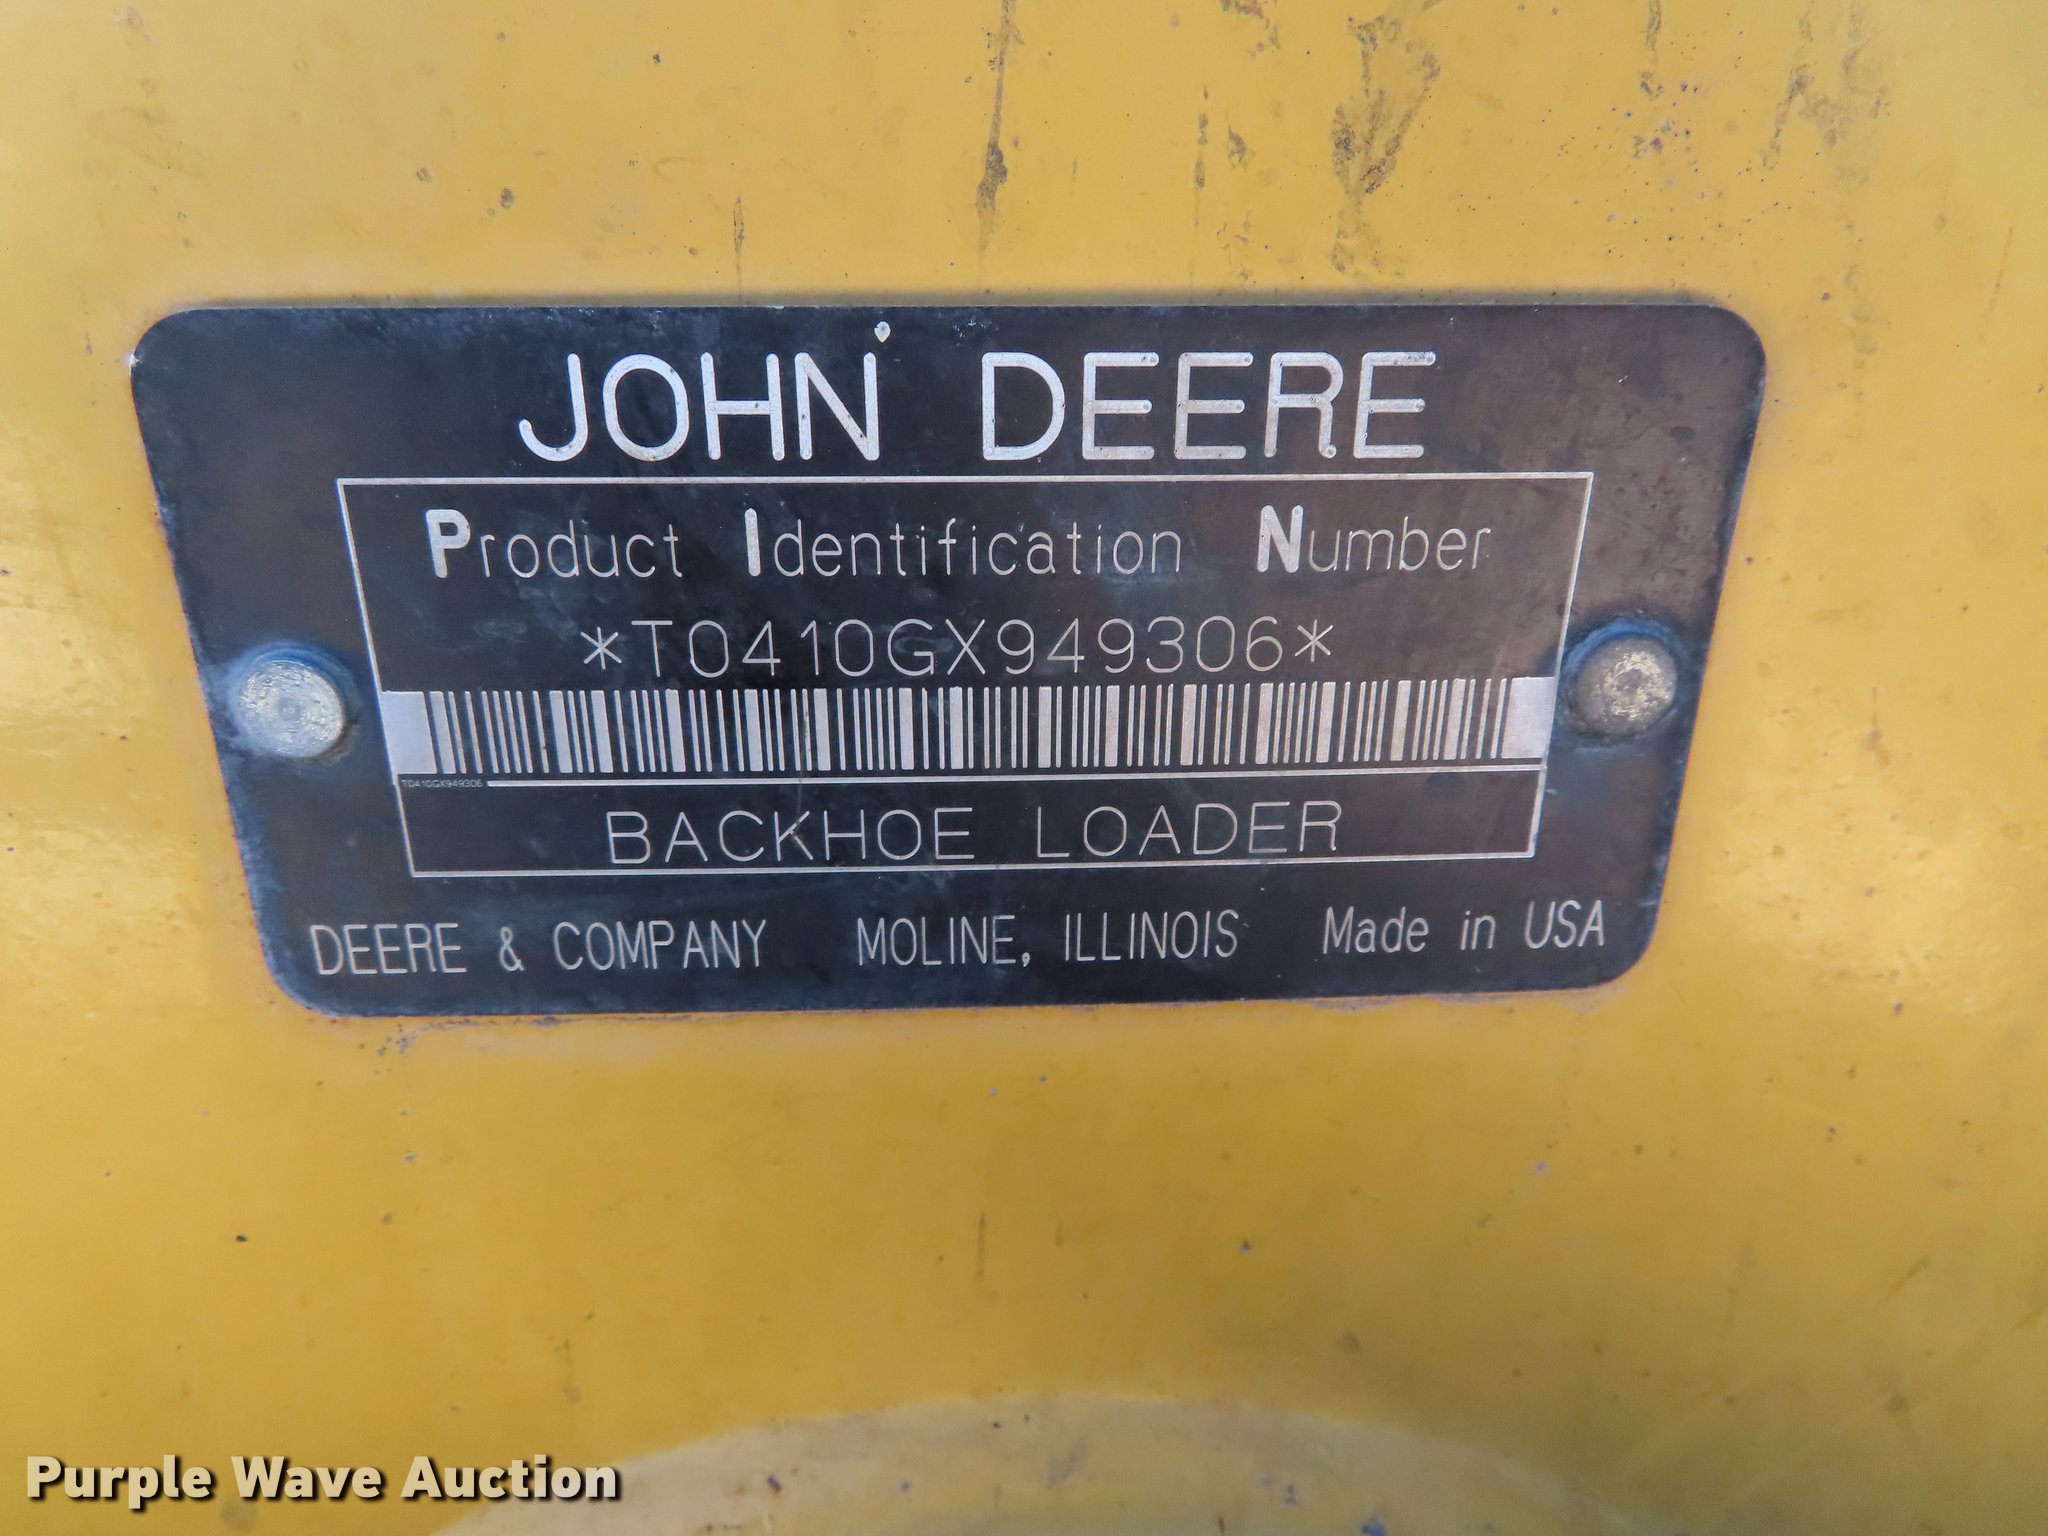 JOHN DEERE
Product Identification Number
*T0410GX949306*
T0410GX949306
BACKHOE LOADER
DEERE & COMPANY MOLINE, ILLINOIS Made in USA
Purple Wave Auction